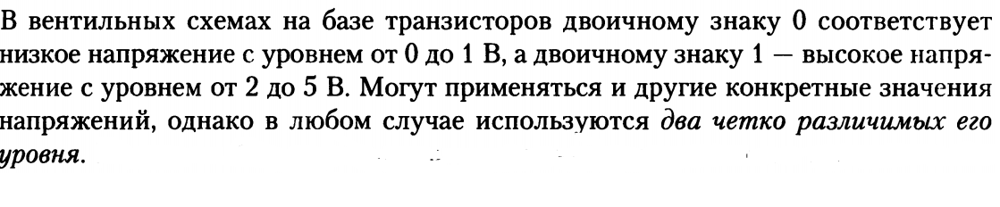 В вентильных схемах на базе транзисторов двоичному знаку 0 соответствует
низкое напряжение с уровнем от 0 до 1 В, а двоичному знаку 1 — высокое напря-
жение с уровнем от 2 до 5 В. Могут применяться и другие конкретные значения
напряжений, однако в любом случае используются два четко различимых его
уровня.